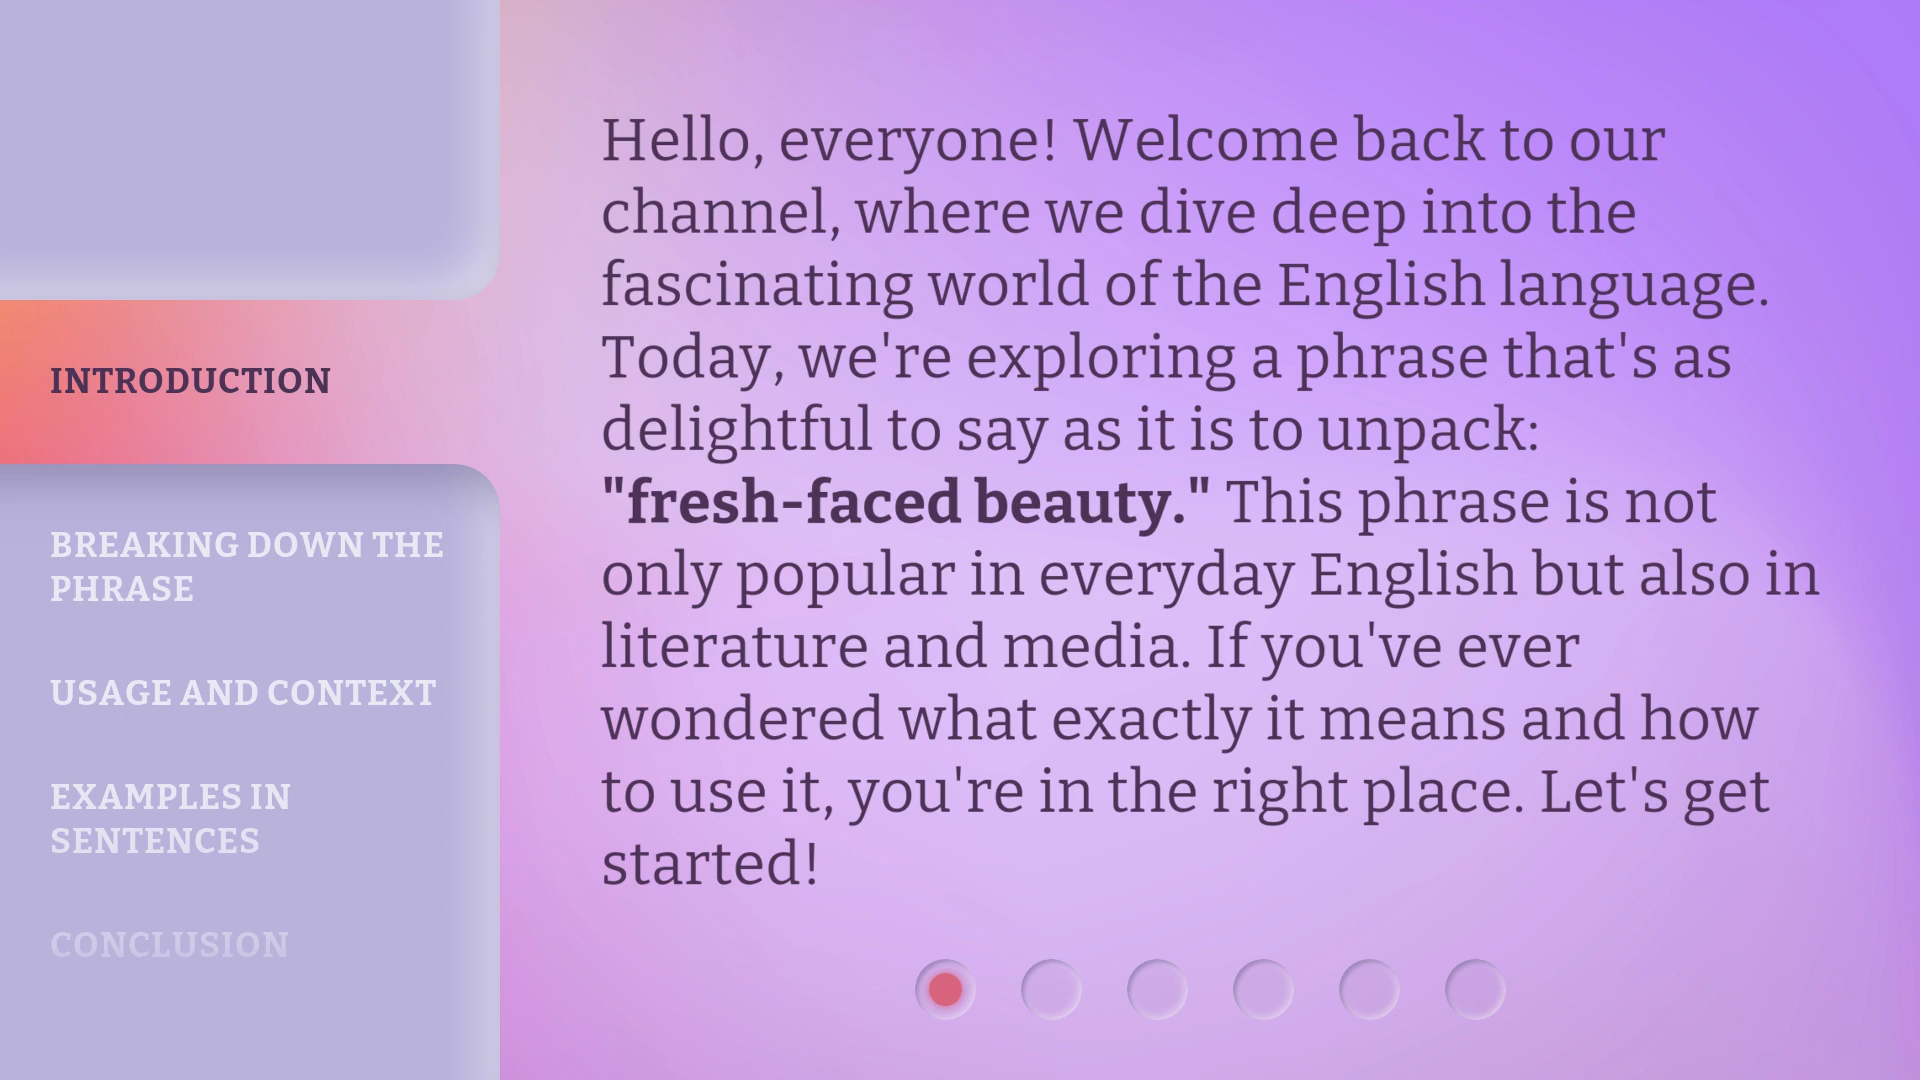 INTRODUCTION
BREAKING DOWN THE
PHRASE
USAGE AND CONTEXT
EXAMPLES IN
SENTENCES
CONCLUSION
Hello, everyone! Welcome back to our
channel, where we dive deep into the
fascinating world of the English language.
Today, we're exploring a phrase that's as
delightful to say as it is to unpack:
"fresh-faced beauty." This phrase is not
only popular in everyday English but also in
literature and media. If you've ever
wondered what exactly it means and how
to use it, you're in the right place. Let's get
started!